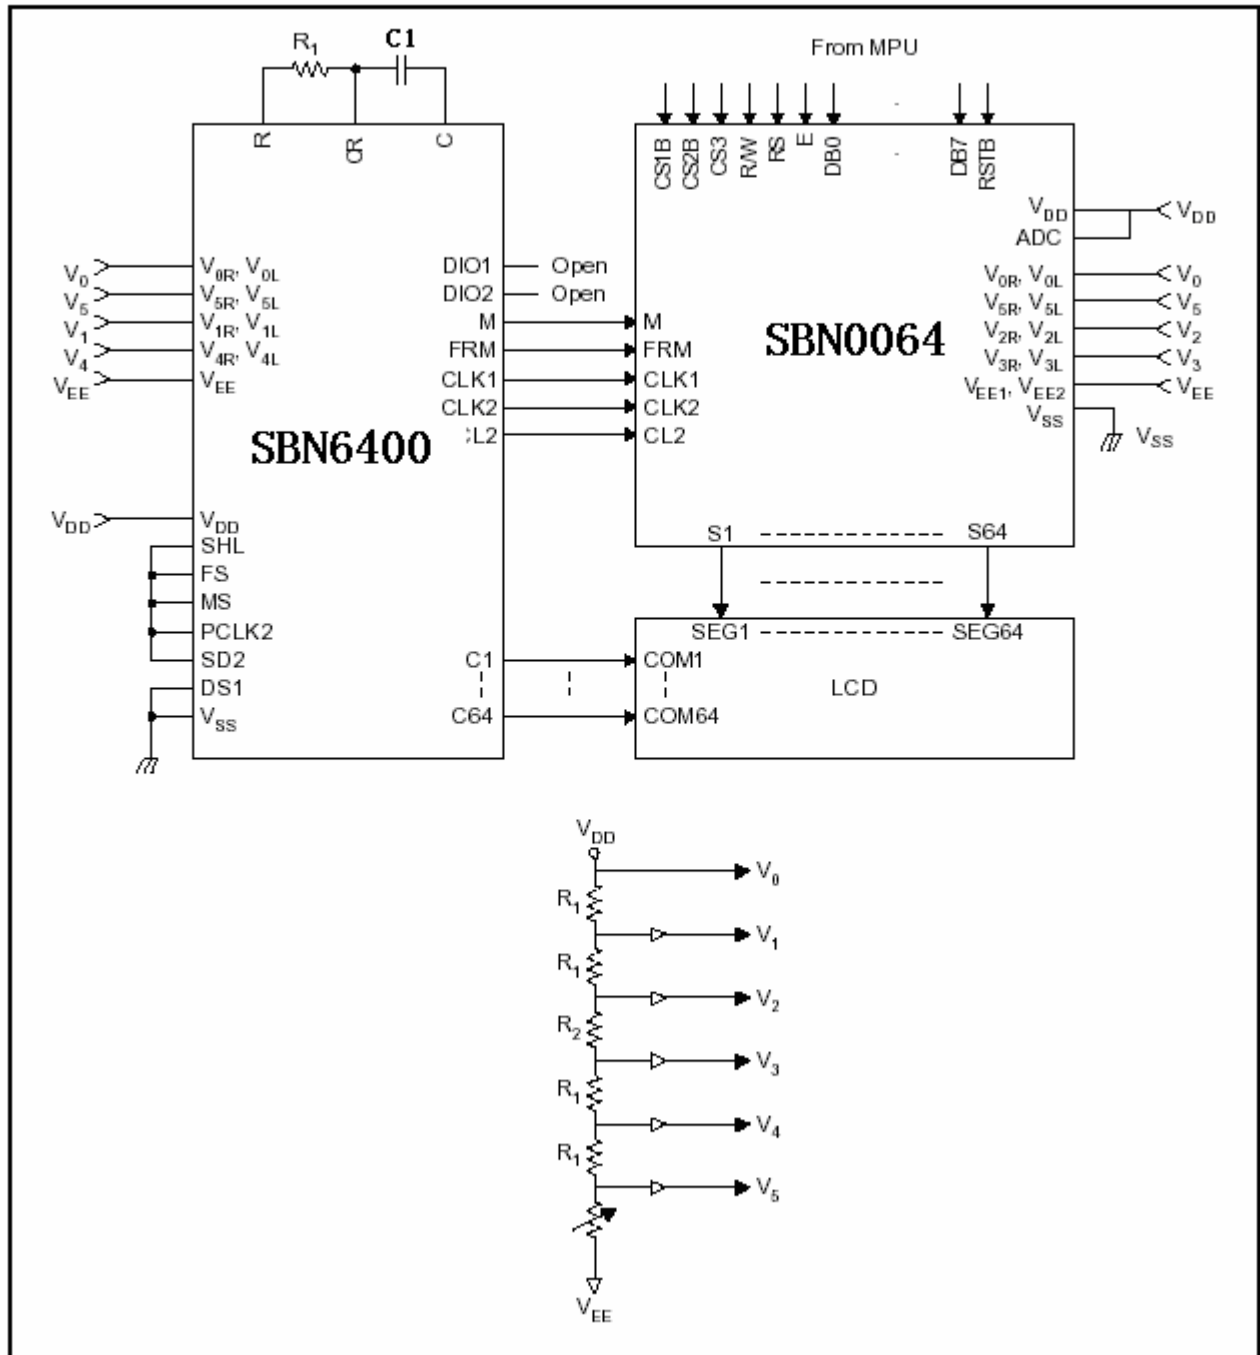 R1 C1
From MPU
R CR C
CS1B CS2B CS3 R/W RS E DB0 DB7 RSTB
VDD VDD
ADC
V0 V0R, V0L DIO1 Open
V5 V5R, V5L DIO2 Open
V1 V1R, V1L M
V4 V4R, V4L FRM
VEE VEE CLK1
CLK2
CL2
SBN6400
M
FRM
CLK1
CLK2
CL2
SBN0064
V0R, V0L V0
V5R, V5L V5
V2R, V2L V2
V3R, V3L V3
VEE1, VEE2 VEE
VSS VSS
VDD VDD
SHL
FS
MS
PCLK2
SD2
DS1
VSS
S1 S64
SEG1 SEG64
C1 COM1
LCD
C64 COM64
VDD
V0
R1
V1
R1
V2
R2
V3
R1
V4
R1
V5
VEE